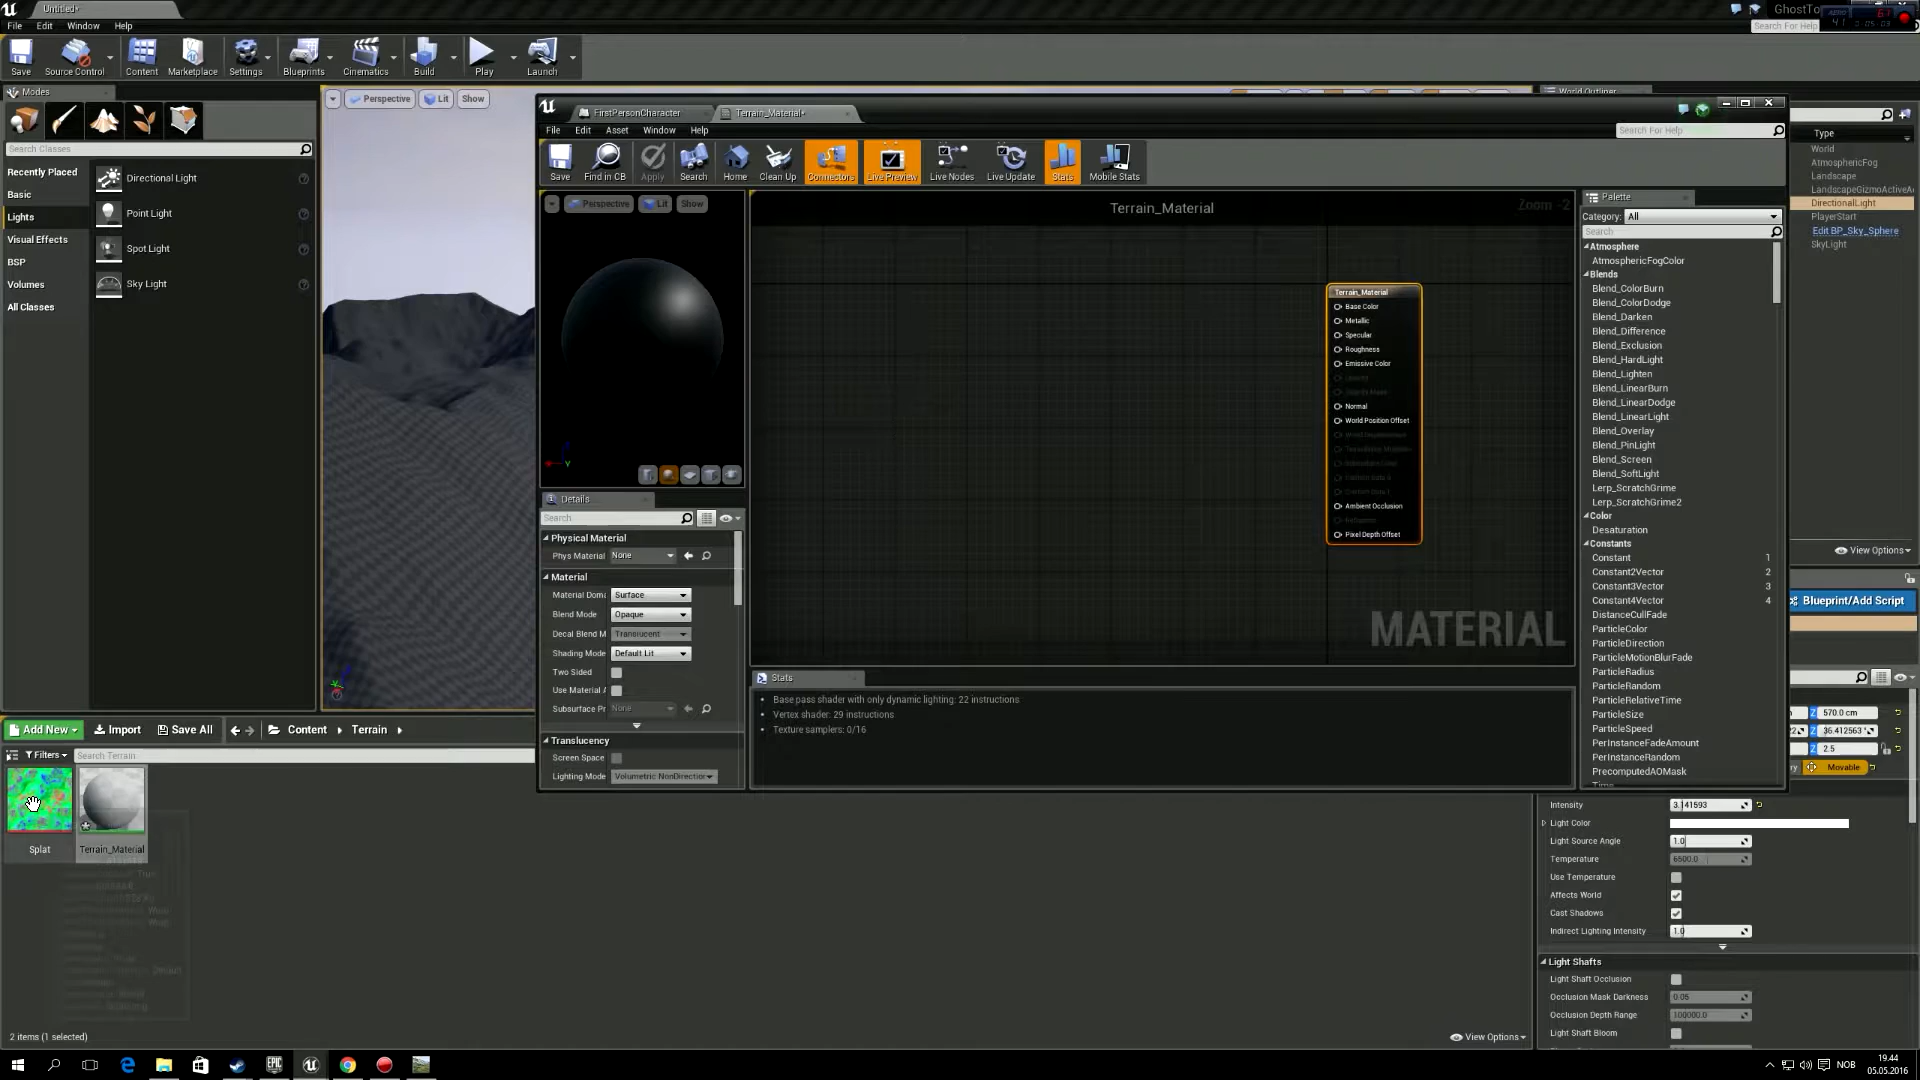 Untitled*
GhostTo
File Edit Window Help
Search For Help
Save Source Control Content Marketplace Settings Blueprints Cinematics Build Play Launch
Modes
Search Classes
Recently Placed
Basic
Lights
Visual Effects
BSP
Volumes
All Classes
Directional Light
Point Light
Spot Light
Sky Light
Perspective Lit Show
World Outliner
Type
World
AtmosphericFog
Landscape
LandscapeGizmoActiveA
DirectionalLight
PlayerStart
Edit BP_Sky_Sphere
SkyLight
View Options
Blueprint/Add Script
FirstPersonCharacter Terrain_Material*
File Edit Asset Window Help
Search For Help
Save Find in CB Apply Search Home Clean Up Connectors Live Preview Live Nodes Live Update Stats Mobile Stats
Perspective Lit Show
Terrain_Material
Zoom -2
Terrain_Material
Base Color
Metallic
Specular
Roughness
Emissive Color
Normal
World Position Offset
Ambient Occlusion
Pixel Depth Offset
MATERIAL
Details
Search
Physical Material
Phys Material None
Material
Material Doma Surface
Blend Mode Opaque
Decal Blend M Translucent
Shading Mode Default Lit
Two Sided
Use Material A
Subsurface Pr None
Translucency
Screen Space
Lighting Mode Volumetric NonDirection
Stats
Base pass shader with only dynamic lighting: 22 instructions
Vertex shader: 29 instructions
Texture samplers: 0/16
Palette
Category: All
Search
Atmosphere
AtmosphericFogColor
Blends
Blend_ColorBurn
Blend_ColorDodge
Blend_Darken
Blend_Difference
Blend_Exclusion
Blend_HardLight
Blend_Lighten
Blend_LinearBurn
Blend_LinearDodge
Blend_LinearLight
Blend_Overlay
Blend_PinLight
Blend_Screen
Blend_SoftLight
Lerp_ScratchGrime
Lerp_ScratchGrime2
Color
Desaturation
Constants
Constant 1
Constant2Vector 2
Constant3Vector 3
Constant4Vector 4
DistanceCullFade
ParticleColor
ParticleDirection
ParticleMotionBlurFade
ParticleRadius
ParticleRandom
ParticleRelativeTime
ParticleSize
ParticleSpeed
PerInstanceFadeAmount
PerInstanceRandom
PrecomputedAOMask
Z 570.0 cm
Z 36.412563 °
Z 2.5
Movable
Intensity 3.141593
Light Color
Light Source Angle 1.0
Temperature 6500.0
Use Temperature
Affects World
Cast Shadows
Indirect Lighting Intensity 1.0
Light Shafts
Light Shaft Occlusion
Occlusion Mask Darkness 0.05
Occlusion Depth Range 100000.0
Light Shaft Bloom
Add New Import Save All Content Terrain
Filters Search Terrain
Splat Terrain_Material
2 items (1 selected)
View Options
NOB
19.44
05.05.2016